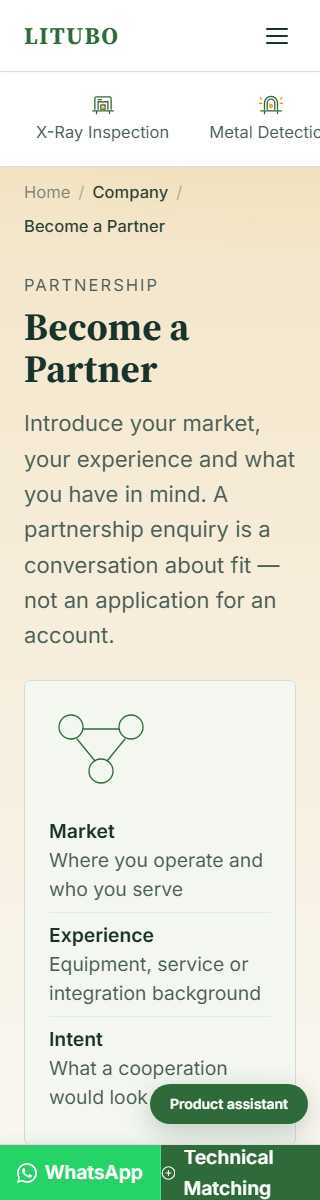 LITUBO
X-Ray Inspection
Metal Detectio
Home / Company /
Become a Partner
PARTNERSHIP
Become a
Partner
Introduce your market,
your experience and what
you have in mind. A
partnership enquiry is a
conversation about fit —
not an application for an
account.
Market
Where you operate and
who you serve
Experience
Equipment, service or
integration background
Intent
What a cooperation
would look
Product assistant
WhatsApp
Technical
Matching